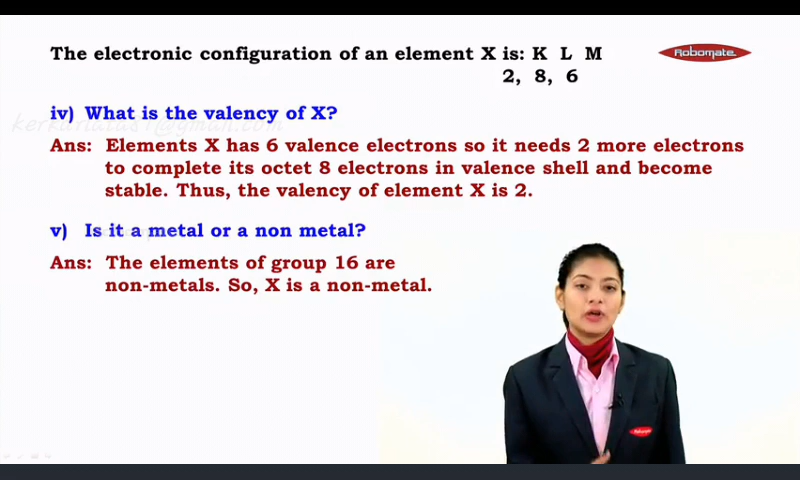 The electronic configuration of an element X is: K L M
Robomate
2, 8, 6
iv) What is the valency of X?
Ans: Elements X has 6 valence electrons so it needs 2 more electrons
to complete its octet 8 electrons in valence shell and become
stable. Thus, the valency of element X is 2.
v) Is it a metal or a non metal?
Ans: The elements of group 16 are
non-metals. So, X is a non-metal.
Robomate